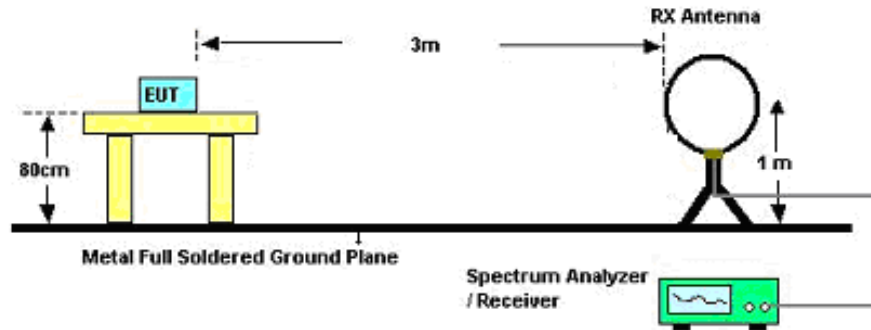 RX Antenna
3m
EUT
80cm
1 m
Metal Full Soldered Ground Plane
Spectrum Analyzer
/ Receiver